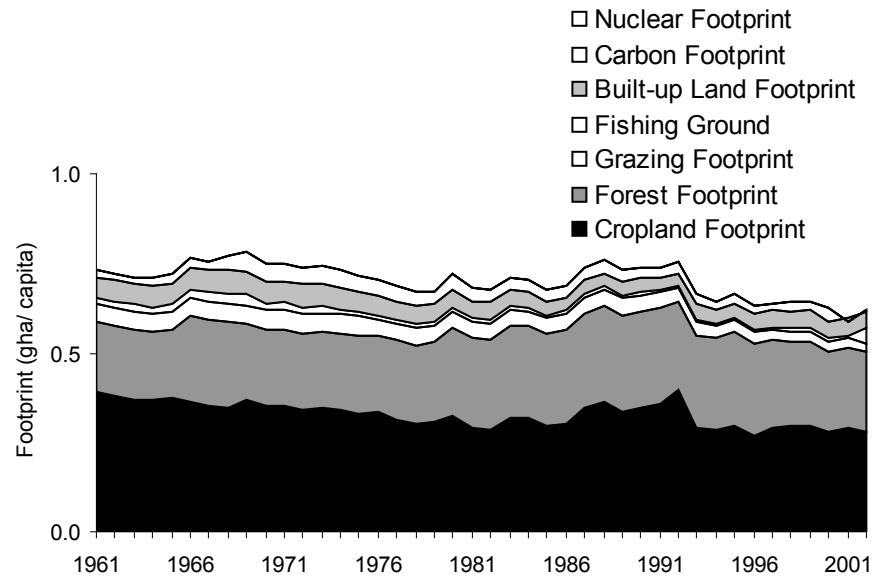 Nuclear Footprint
Carbon Footprint
Built-up Land Footprint
Fishing Ground
Grazing Footprint
Forest Footprint
Cropland Footprint
1.0
0.5
0.0
Footprint (gha/ capita)
1961 1966 1971 1976 1981 1986 1991 1996 2001